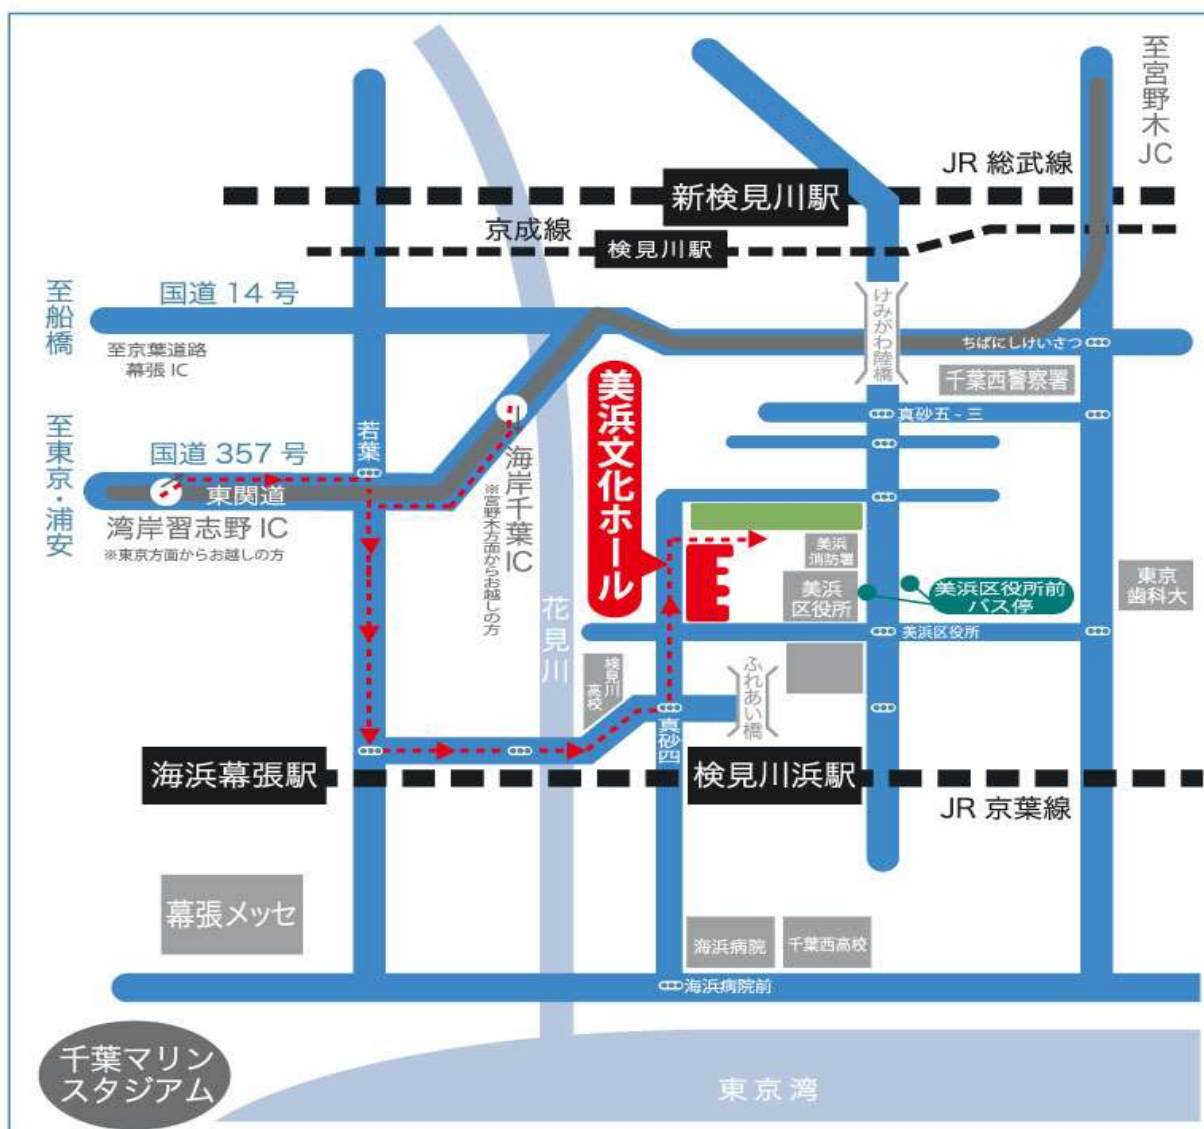 至宮野木JC
JR 総武線
新検見川駅
京成線
検見川駅
至船橋
国道 14 号
けみがわ陸橋
ちばにしけいさつ
至京葉道路
幕張 IC
千葉西警察署
美浜文化ホール
真砂五 - 三
至東京・浦安
若葉
国道 357 号
東関道
海岸千葉IC
※宮野木方面からお越しの方
湾岸習志野 IC
※東京方面からお越しの方
美浜
消防署
美浜
区役所
美浜区役所前
バス停
東京
歯科大
花見川
美浜区役所
検見川
高校
ふれあい橋
真砂四
海浜幕張駅
検見川浜駅
JR 京葉線
幕張メッセ
海浜病院
千葉西高校
海浜病院前
千葉マリン
スタジアム
東京湾